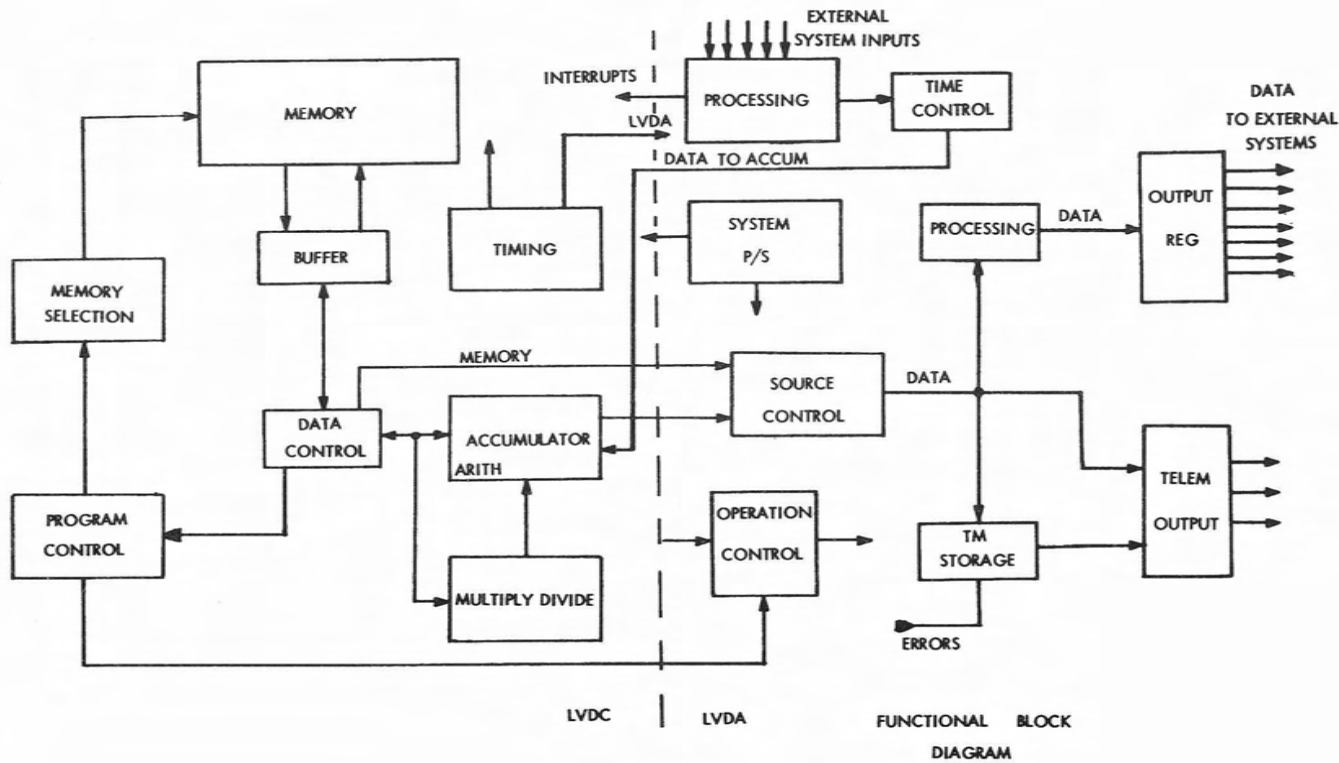 EXTERNAL
SYSTEM INPUTS
INTERRUPTS
MEMORY
PROCESSING
TIME
CONTROL
DATA
TO EXTERNAL
SYSTEMS
LVDA
DATA TO ACCUM
OUTPUT
REG
TIMING
SYSTEM
P/S
PROCESSING
DATA
BUFFER
MEMORY
SELECTION
MEMORY
SOURCE
CONTROL
DATA
DATA
CONTROL
ACCUMULATOR
ARITH
TELEM
OUTPUT
PROGRAM
CONTROL
OPERATION
CONTROL
TM
STORAGE
MULTIPLY DIVIDE
ERRORS
LVDC
LVDA
FUNCTIONAL BLOCK
DIAGRAM